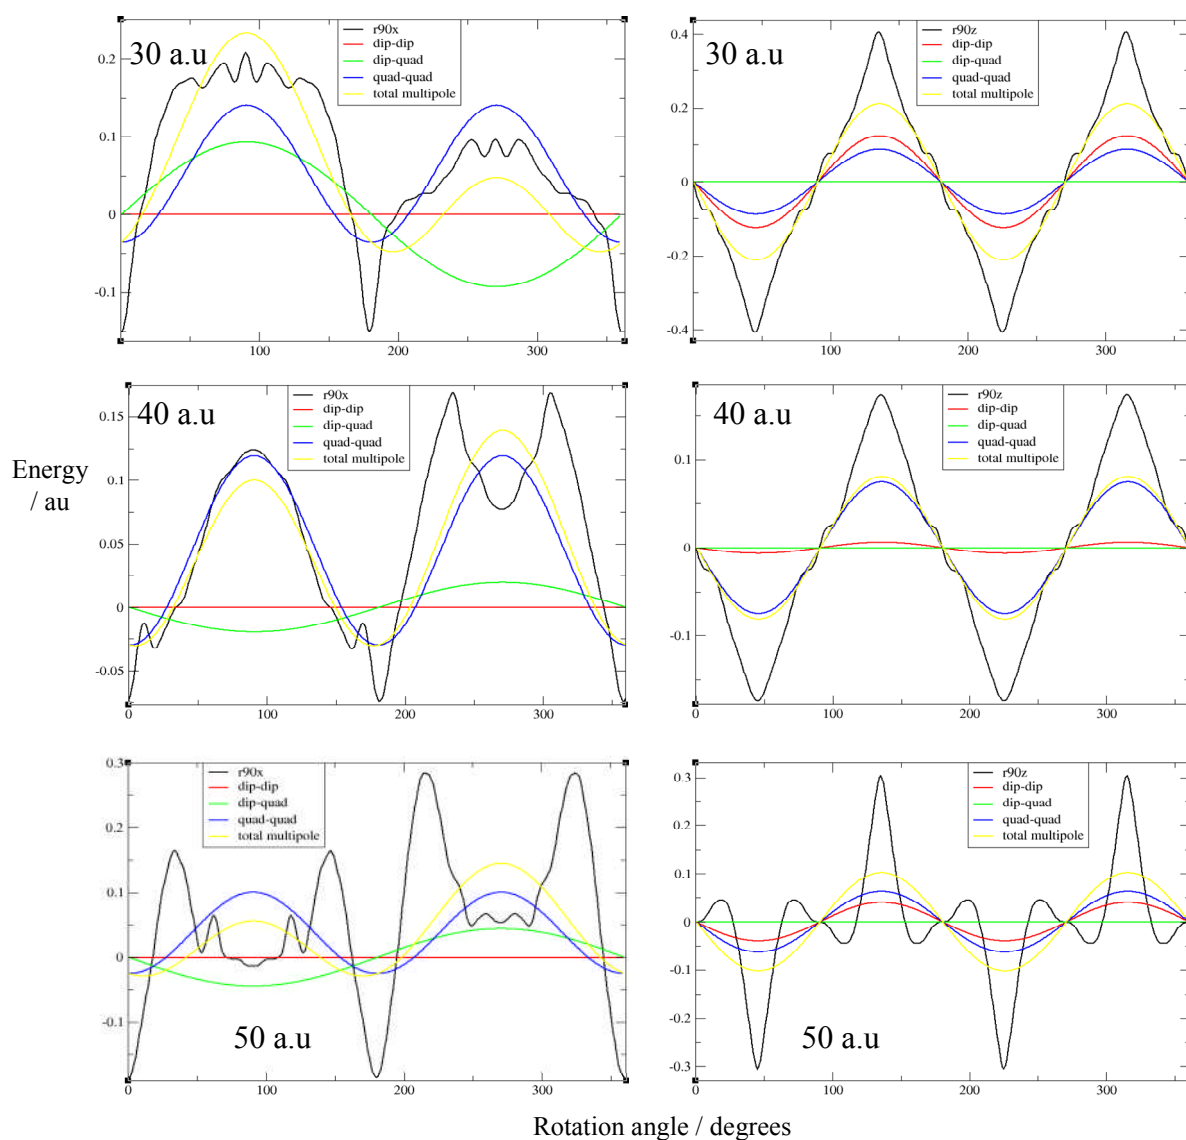 30 a.u
r90x
dip-dip
dip-quad
quad-quad
total multipole
0.2
0.1
0
-0.1
100
200
300
30 a.u
r90z
dip-dip
dip-quad
quad-quad
total multipole
0.4
0.2
0
-0.2
-0.4
0
100
200
300
40 a.u
r90x
dip-dip
dip-quad
quad-quad
total multipole
0.15
0.1
0.05
0
-0.05
0
100
200
300
40 a.u
r90z
dip-dip
dip-quad
quad-quad
total multipole
0.1
0
-0.1
0
100
200
300
Energy
/ au
50 a.u
r90x
dip-dip
dip-quad
quad-quad
total multipole
0.3
0.2
0.1
0
-0.1
0
100
200
300
50 a.u
r90z
dip-dip
dip-quad
quad-quad
total multipole
0.3
0.2
0.1
0
-0.1
-0.2
-0.3
0
100
200
300
Rotation angle / degrees